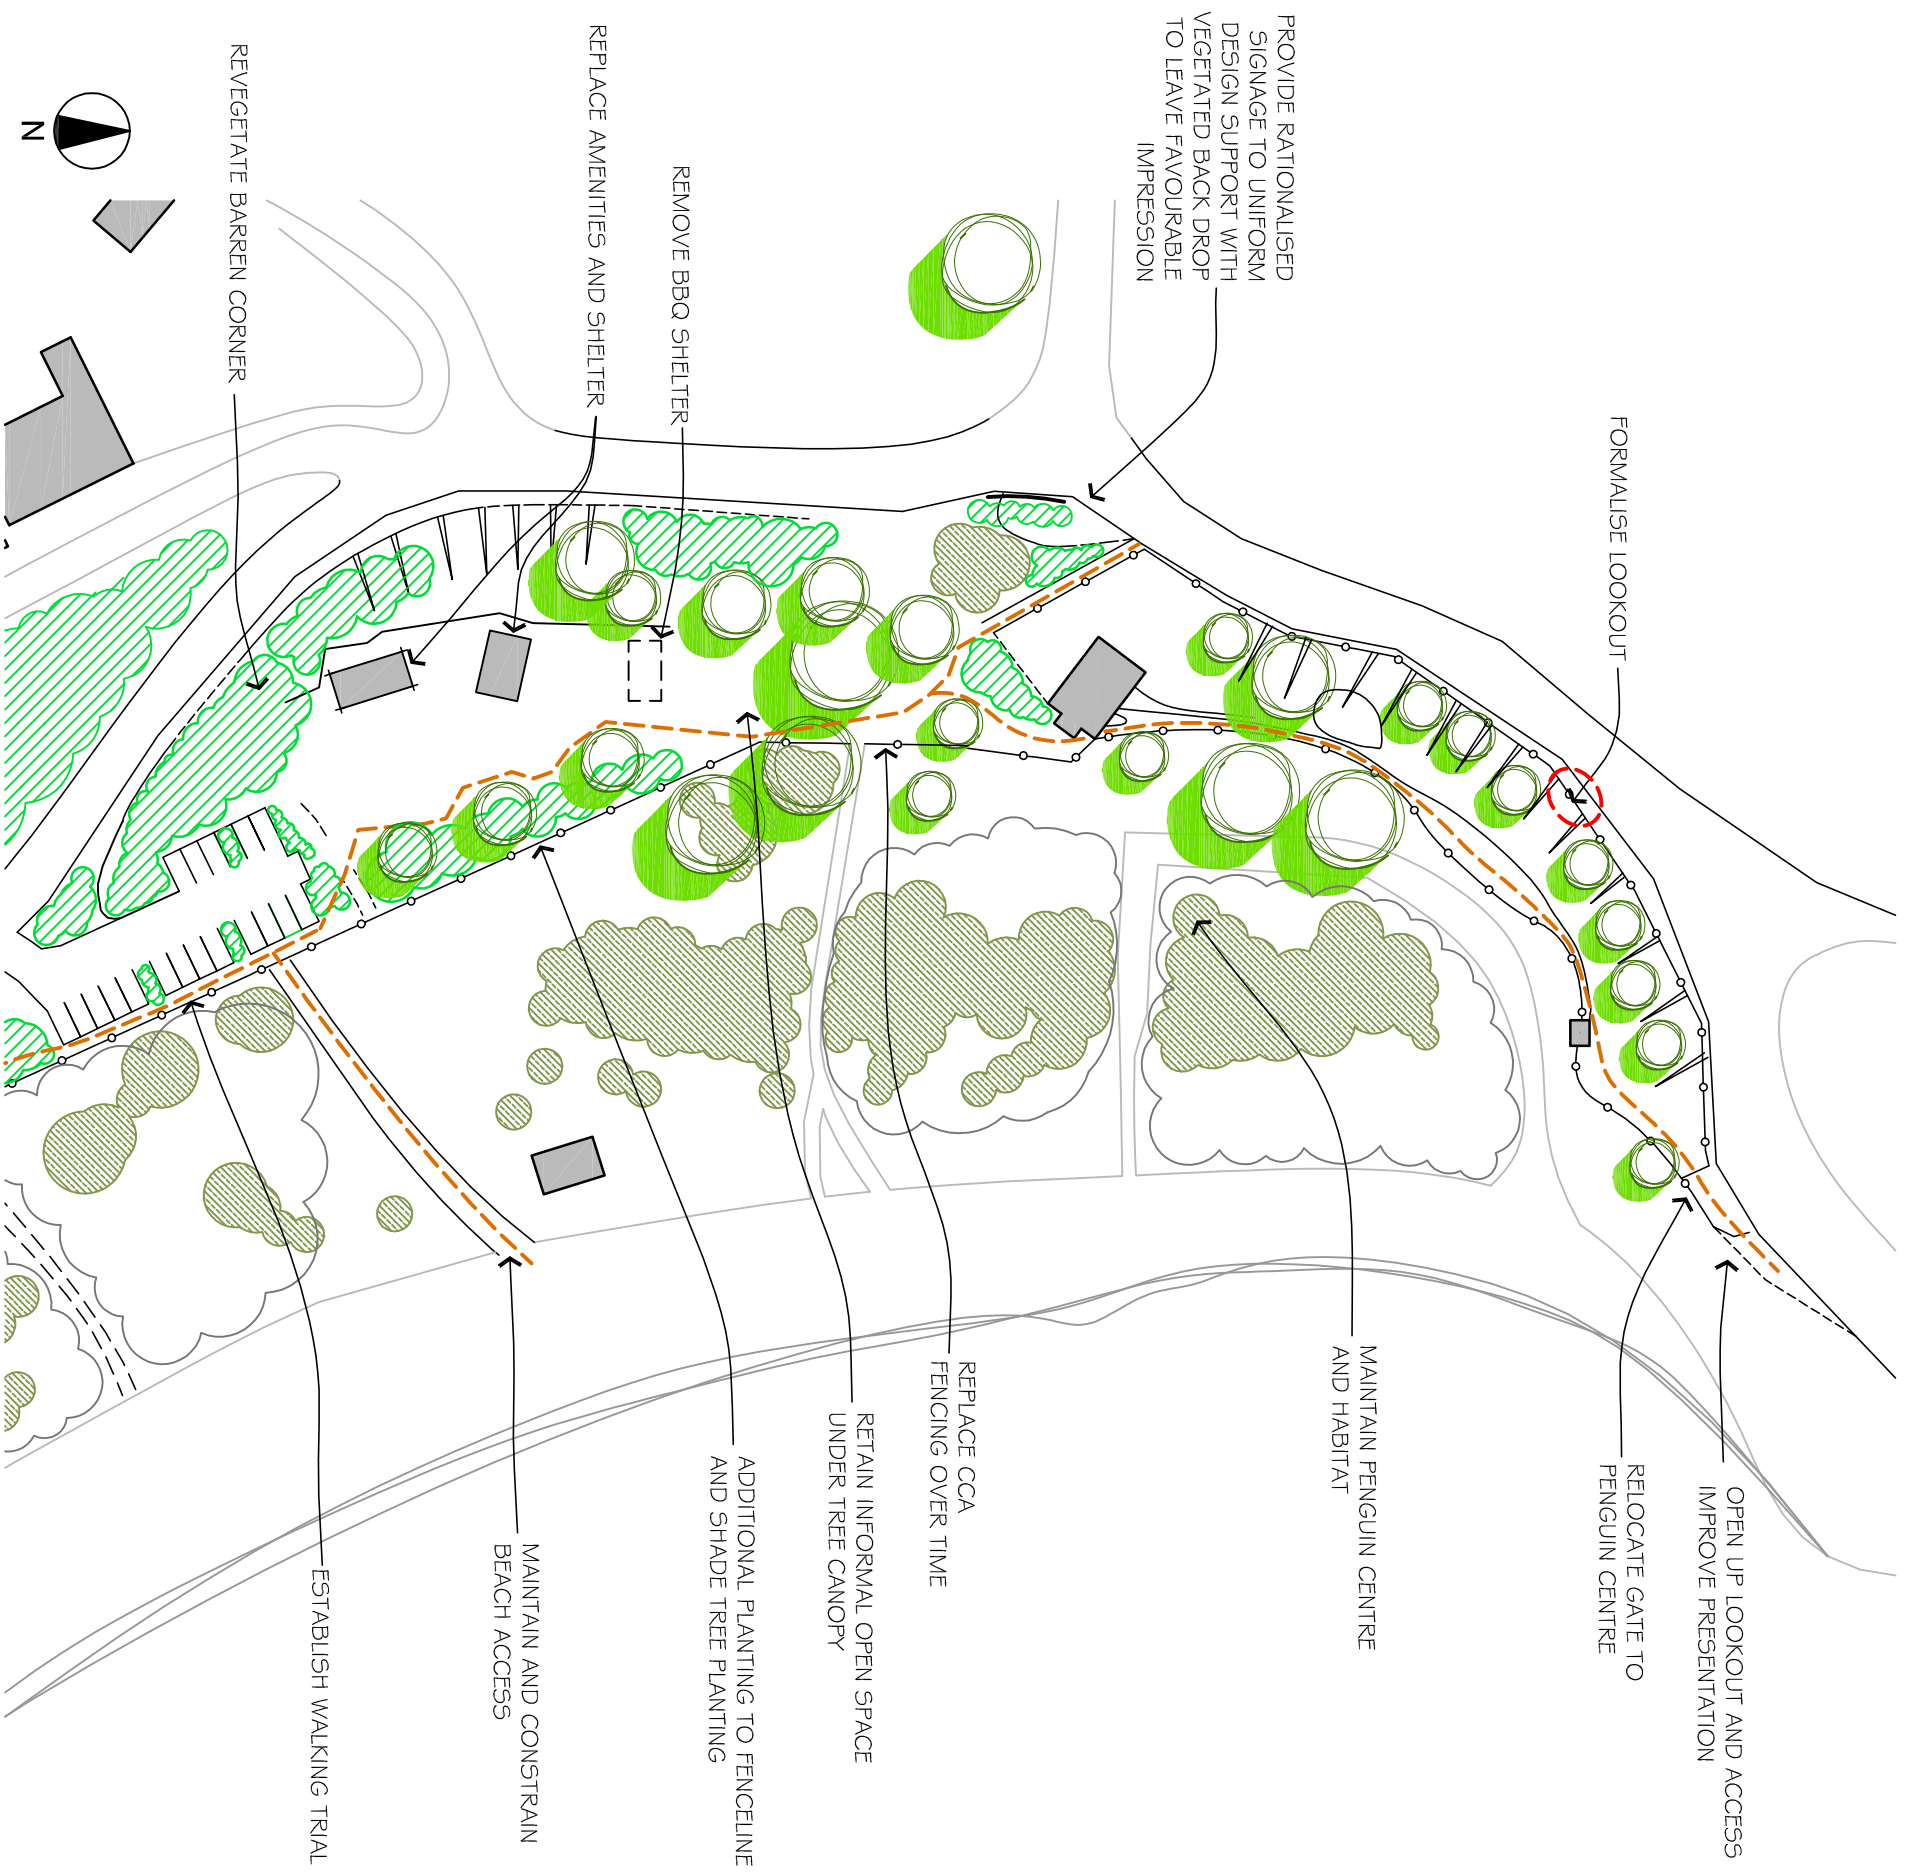 PROVIDE RATIONALISED
SIGNAGE TO UNIFORM
DESIGN SUPPORT WITH
VEGETATED BACK DROP
TO LEAVE FAVOURABLE
IMPRESSION
FORMALISE LOOKOUT
REMOVE BBQ SHELTER
REPLACE AMENITIES AND SHELTER
REVEGETATE BARREN CORNER
N
OPEN UP LOOKOUT AND ACCESS
IMPROVE PRESENTATION
RELOCATE GATE TO
PENGUIN CENTRE
MAINTAIN PENGUIN CENTRE
AND HABITAT
REPLACE CCA
FENCING OVER TIME
RETAIN INFORMAL OPEN SPACE
UNDER TREE CANOPY
ADDITIONAL PLANTING TO FENCELINE
AND SHADE TREE PLANTING
MAINTAIN AND CONSTRAIN
BEACH ACCESS
ESTABLISH WALKING TRIAL